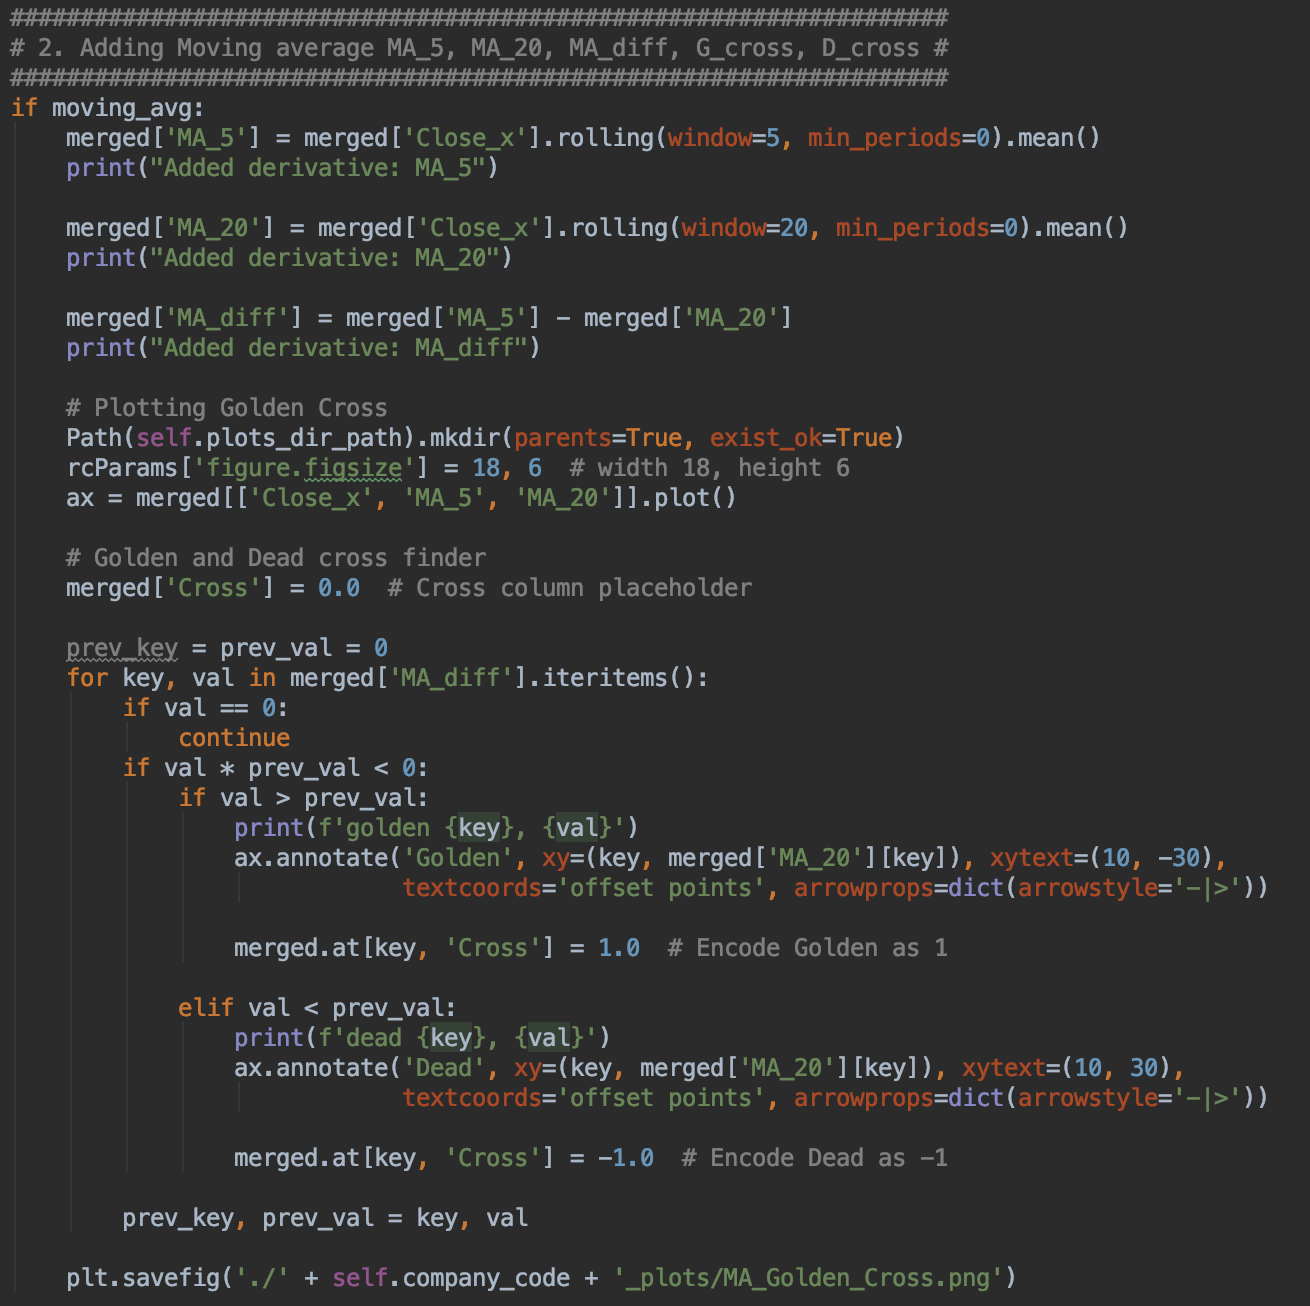 ###################################################################
# 2. Adding Moving average MA_5, MA_20, MA_diff, G_cross, D_cross #
###################################################################
if moving_avg:
    merged['MA_5'] = merged['Close_x'].rolling(window=5, min_periods=0).mean()
    print("Added derivative: MA_5")

    merged['MA_20'] = merged['Close_x'].rolling(window=20, min_periods=0).mean()
    print("Added derivative: MA_20")

    merged['MA_diff'] = merged['MA_5'] - merged['MA_20']
    print("Added derivative: MA_diff")

    # Plotting Golden Cross
    Path(self.plots_dir_path).mkdir(parents=True, exist_ok=True)
    rcParams['figure.figsize'] = 18, 6  # width 18, height 6
    ax = merged[['Close_x', 'MA_5', 'MA_20']].plot()

    # Golden and Dead cross finder
    merged['Cross'] = 0.0  # Cross column placeholder

    prev_key = prev_val = 0
    for key, val in merged['MA_diff'].iteritems():
        if val == 0:
            continue
        if val * prev_val < 0:
            if val > prev_val:
                print(f'golden {key}, {val}')
                ax.annotate('Golden', xy=(key, merged['MA_20'][key]), xytext=(10, -30),
                            textcoords='offset points', arrowprops=dict(arrowstyle='-|>'))

                merged.at[key, 'Cross'] = 1.0  # Encode Golden as 1

            elif val < prev_val:
                print(f'dead {key}, {val}')
                ax.annotate('Dead', xy=(key, merged['MA_20'][key]), xytext=(10, 30),
                            textcoords='offset points', arrowprops=dict(arrowstyle='-|>'))

                merged.at[key, 'Cross'] = -1.0  # Encode Dead as -1

        prev_key, prev_val = key, val

    plt.savefig('./' + self.company_code + '_plots/MA_Golden_Cross.png')